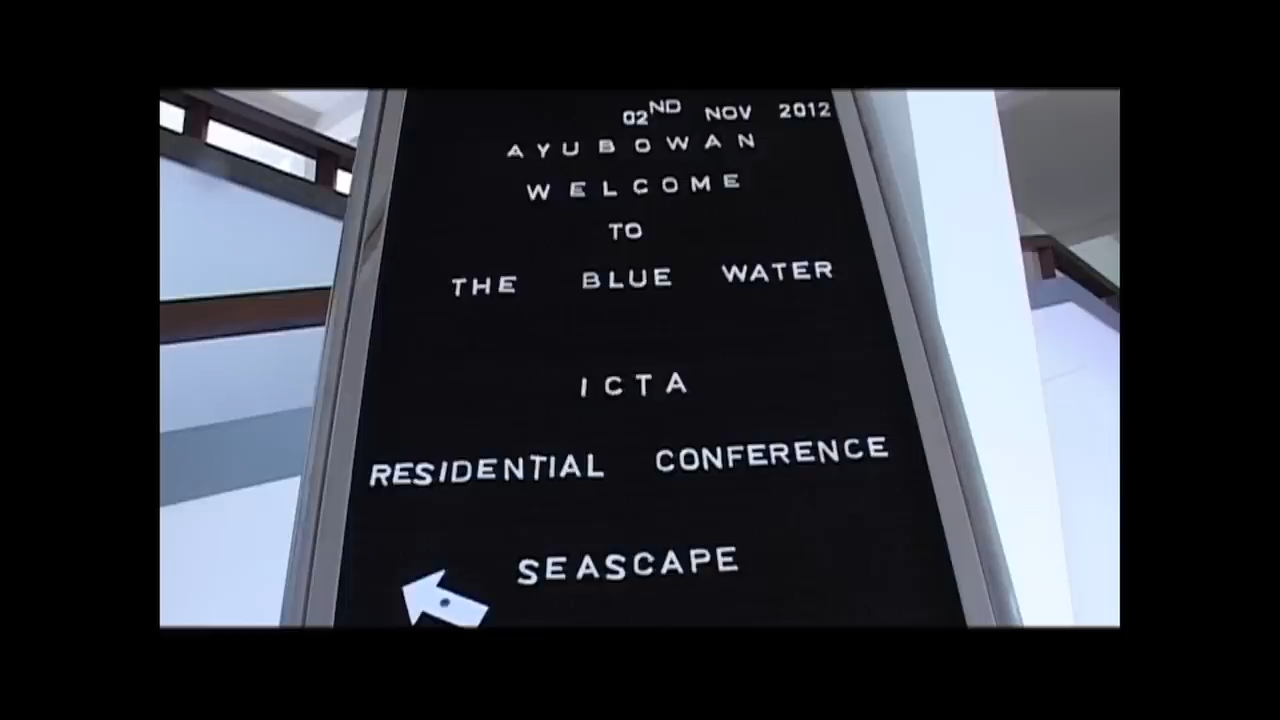 02ND NOV 2012
AYUBOWAN
WELCOME
TO
THE BLUE WATER
ICTA
RESIDENTIAL CONFERENCE
SEASCAPE